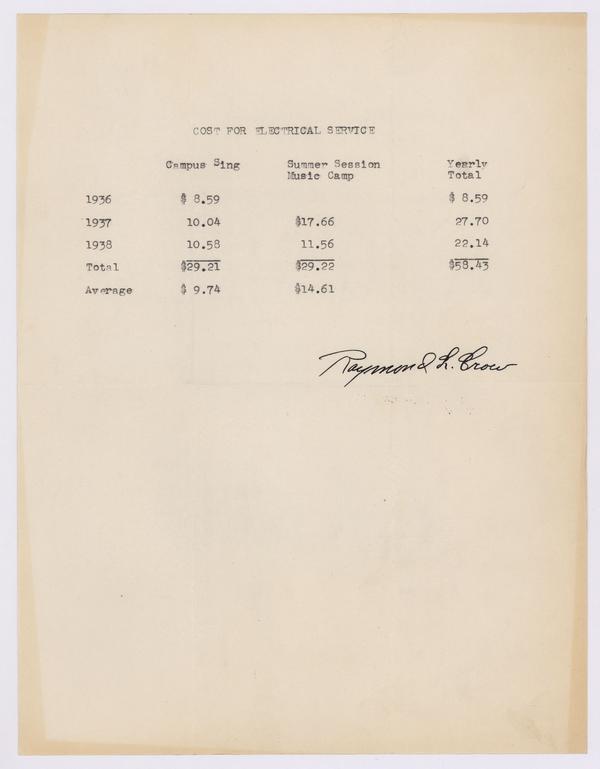 COST FOR ELECTRICAL SERVICE
Campus Sing Summer Session Yearly
Music Camp Total
1936 $ 8.59 $ 8.59
1937 10.04 $17.66 27.70
1938 10.58 11.56 22.14
Total $29.21 $29.22 $58.43
Average $ 9.74 $14.61
Raymond L. Crow